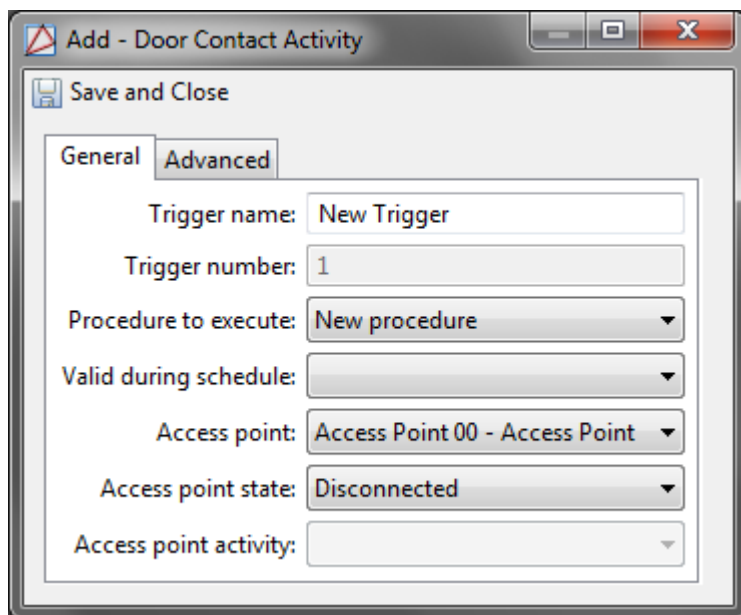 Add - Door Contact Activity
Save and Close
General Advanced
Trigger name: New Trigger
Trigger number: 1
Procedure to execute: New procedure
Valid during schedule:
Access point: Access Point 00 - Access Point
Access point state: Disconnected
Access point activity: